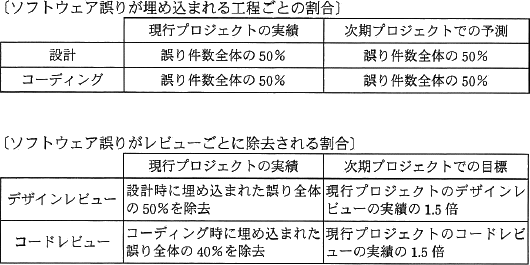 〔ソフトウェア誤りが埋め込まれる工程ごとの割合〕
現行プロジェクトの実績 次期プロジェクトでの予測
設計 誤り件数全体の 50% 誤り件数全体の 50%
コーディング 誤り件数全体の 50% 誤り件数全体の 50%
〔ソフトウェア誤りがレビューごとに除去される割合〕
現行プロジェクトの実績 次期プロジェクトでの目標
デザインレビュー
設計時に埋め込まれた誤り全体
の 50%を除去
現行プロジェクトのデザインレ
ビューの実績の 1.5 倍
コードレビュー
コーディング時に埋め込まれた
誤り全体の 40%を除去
現行プロジェクトのコードレビ
ューの実績の 1.5 倍